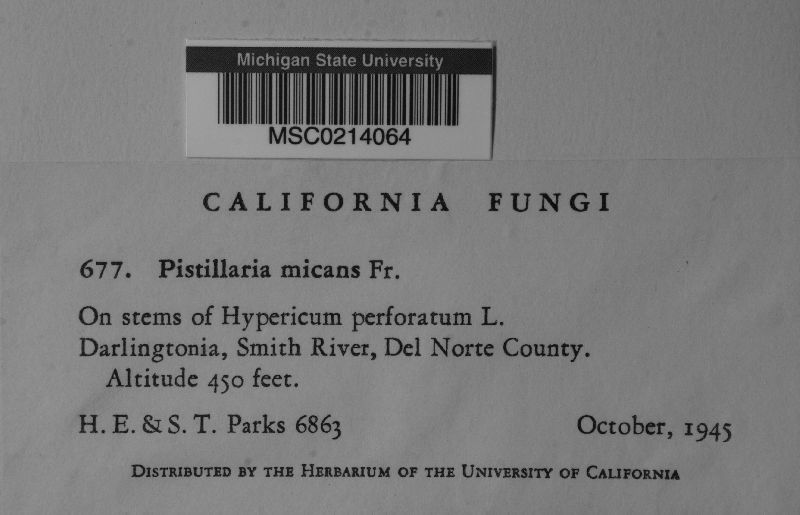 Michigan State University
MSC0214064
CALIFORNIA FUNGI
677. Pistillaria micans Fr.
On stems of Hypericum perforatum L.
Darlingtonia, Smith River, Del Norte County.
Altitude 450 feet.
H. E. & S. T. Parks 6863 October, 1945
DISTRIBUTED BY THE HERBARIUM OF THE UNIVERSITY OF CALIFORNIA